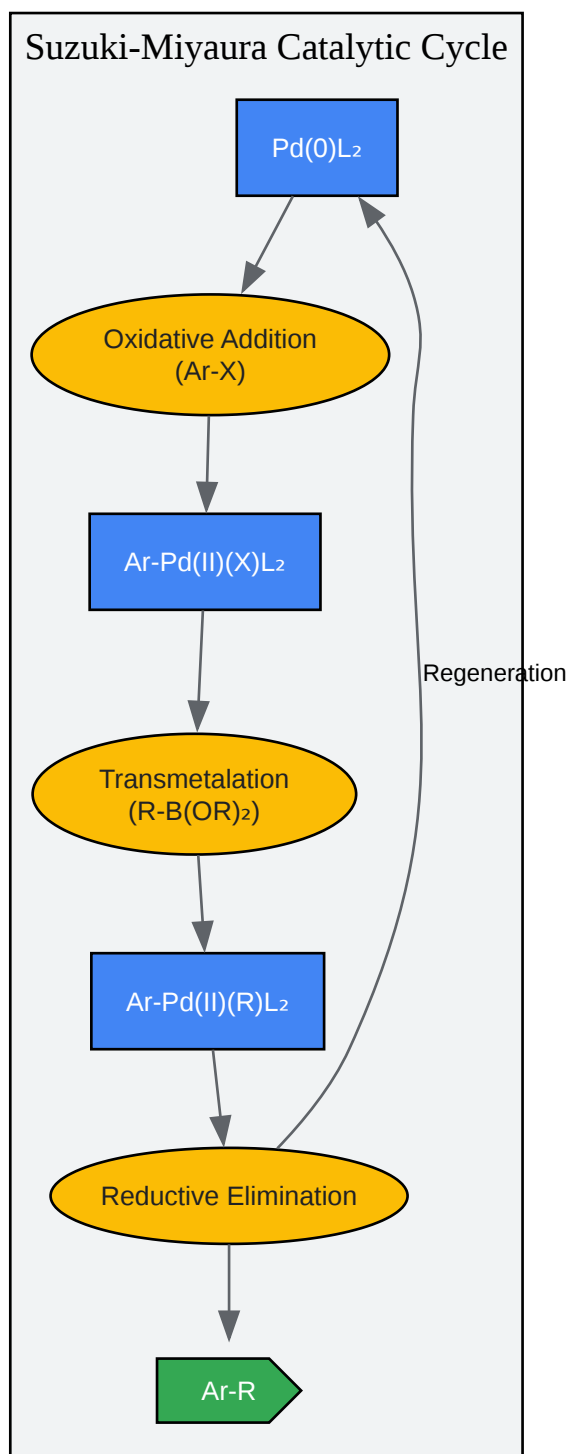 Suzuki-Miyaura Catalytic Cycle
Pd(0)L₂
Oxidative Addition
(Ar-X)
Ar-Pd(II)(X)L₂
Regeneration
Transmetalation
(R-B(OR)₂)
Ar-Pd(II)(R)L₂
Reductive Elimination
Ar-R